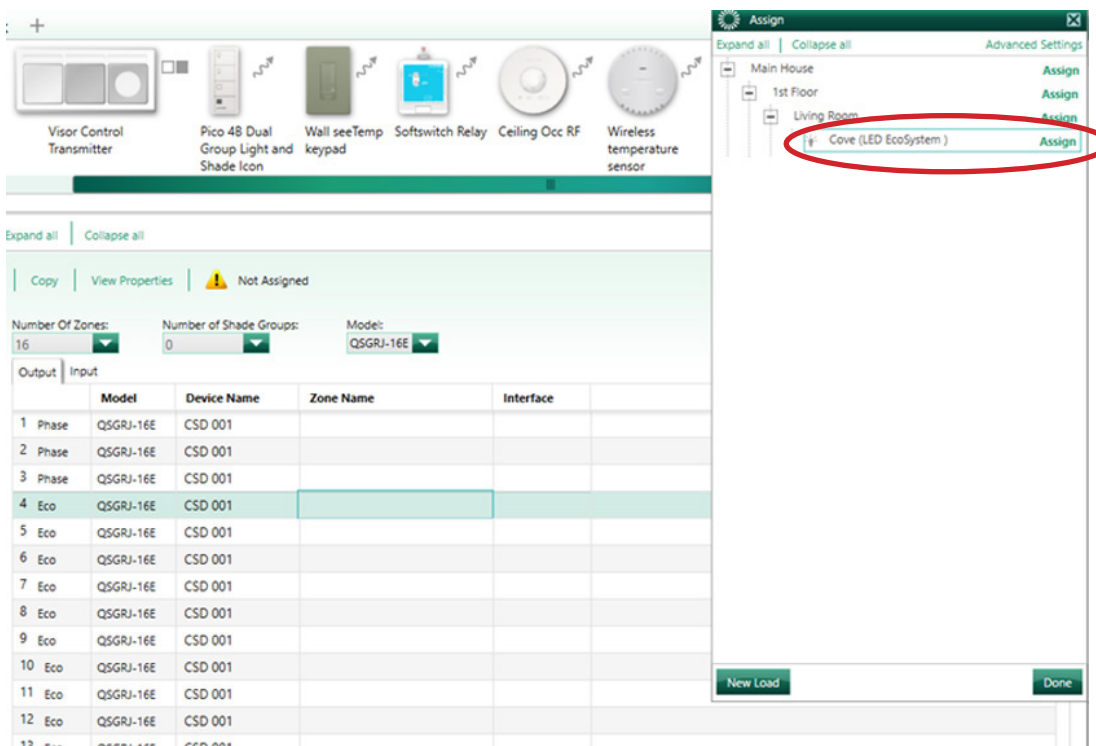 +
Visor Control
Transmitter
Pico 4B Dual
Group Light and
Shade Icon
Wall seeTemp
keypad
Softswitch Relay
Ceiling Occ RF
Wireless
temperature
sensor
Expand all | Collapse all
Copy | View Properties | Not Assigned
Number Of Zones: Number of Shade Groups: Model:
16 0 QSGRJ-16E
Output Input
Model Device Name Zone Name Interface
1 Phase QSGRJ-16E CSD 001
2 Phase QSGRJ-16E CSD 001
3 Phase QSGRJ-16E CSD 001
4 Eco QSGRJ-16E CSD 001
5 Eco QSGRJ-16E CSD 001
6 Eco QSGRJ-16E CSD 001
7 Eco QSGRJ-16E CSD 001
8 Eco QSGRJ-16E CSD 001
9 Eco QSGRJ-16E CSD 001
10 Eco QSGRJ-16E CSD 001
11 Eco QSGRJ-16E CSD 001
12 Eco QSGRJ-16E CSD 001
Assign
Expand all | Collapse all Advanced Settings
Main House Assign
1st Floor Assign
Living Room Assign
Cove (LED EcoSystem ) Assign
New Load Done